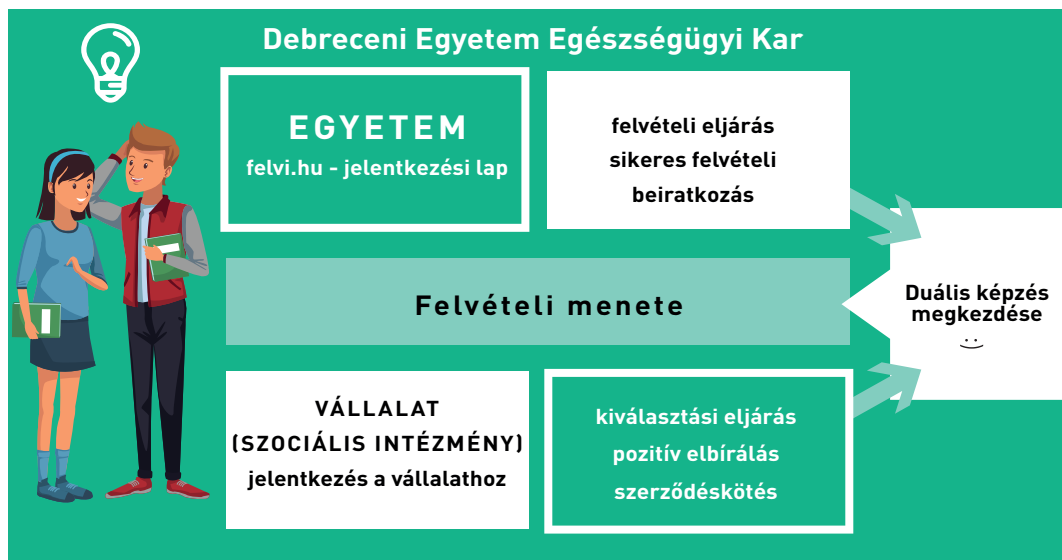 Debreceni Egyetem Egészségügyi Kar
EGYETEM
felvi.hu - jelentkezési lap
felvételi eljárás
sikeres felvételi
beiratkozás
Felvételi menete
Duális képzés
megkezdése
:)
VÁLLALAT
(SZOCIÁLIS INTÉZMÉNY)
jelentkezés a vállalathoz
kiválasztási eljárás
pozitív elbírálás
szerződéskötés